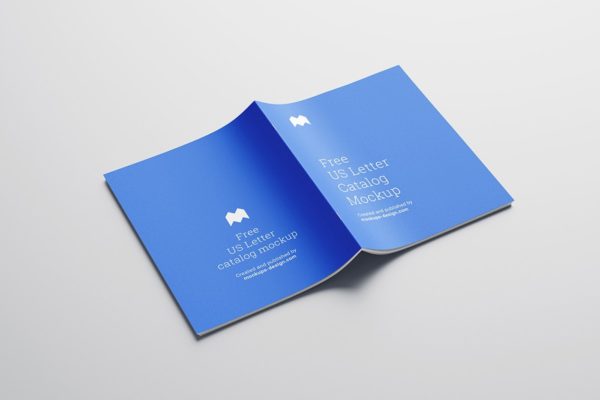 Free
US Letter
catalog mockup
Created and published by
mockups-design.com
Free
US Letter
Catalog
Mockup
Created and published by
mockups-design.com